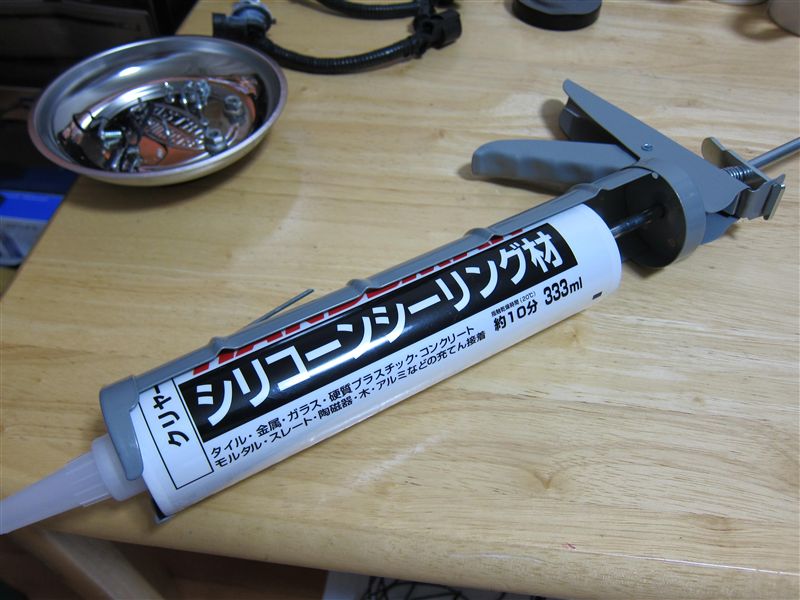 クリヤー
シリコーンシーリング材
指触乾燥時間(20℃)
約10分 333ml
タイル・金属・ガラス・硬質プラスチック・コンクリート
モルタル・スレート・陶磁器・木・アルミなどの充てん接着